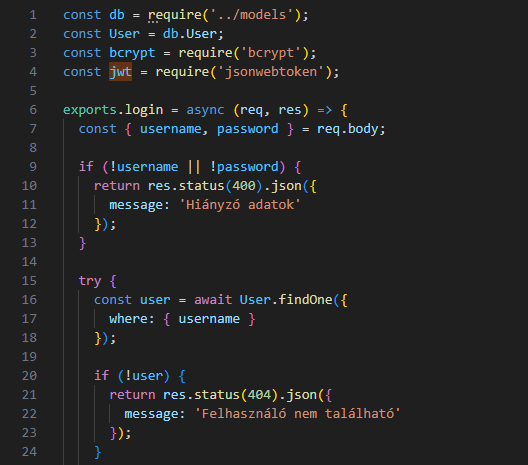 1 const db = require('../models');
2 const User = db.User;
3 const bcrypt = require('bcrypt');
4 const jwt = require('jsonwebtoken');
5
6 exports.login = async (req, res) => {
7   const { username, password } = req.body;
8
9   if (!username || !password) {
10     return res.status(400).json({
11       message: 'Hiányzó adatok'
12     });
13   }
14
15   try {
16     const user = await User.findOne({
17       where: { username }
18     });
19
20     if (!user) {
21       return res.status(404).json({
22         message: 'Felhasználó nem található'
23       });
24     }